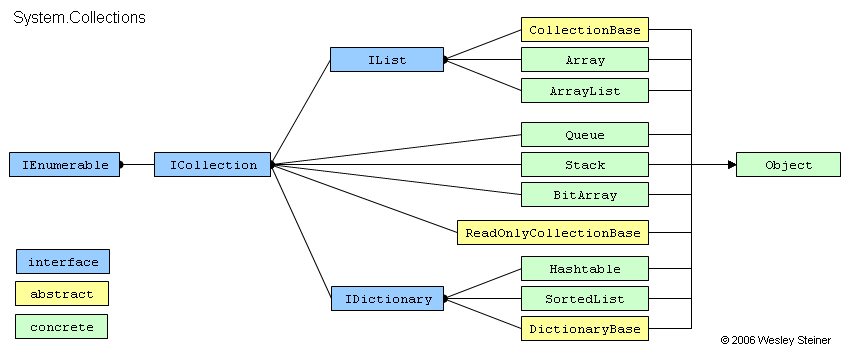 System.Collections
CollectionBase
IList
Array
ArrayList
Queue
IEnumerable
ICollection
Stack
Object
BitArray
ReadOnlyCollectionBase
interface
Hashtable
abstract
IDictionary
SortedList
concrete
DictionaryBase
© 2006 Wesley Steiner